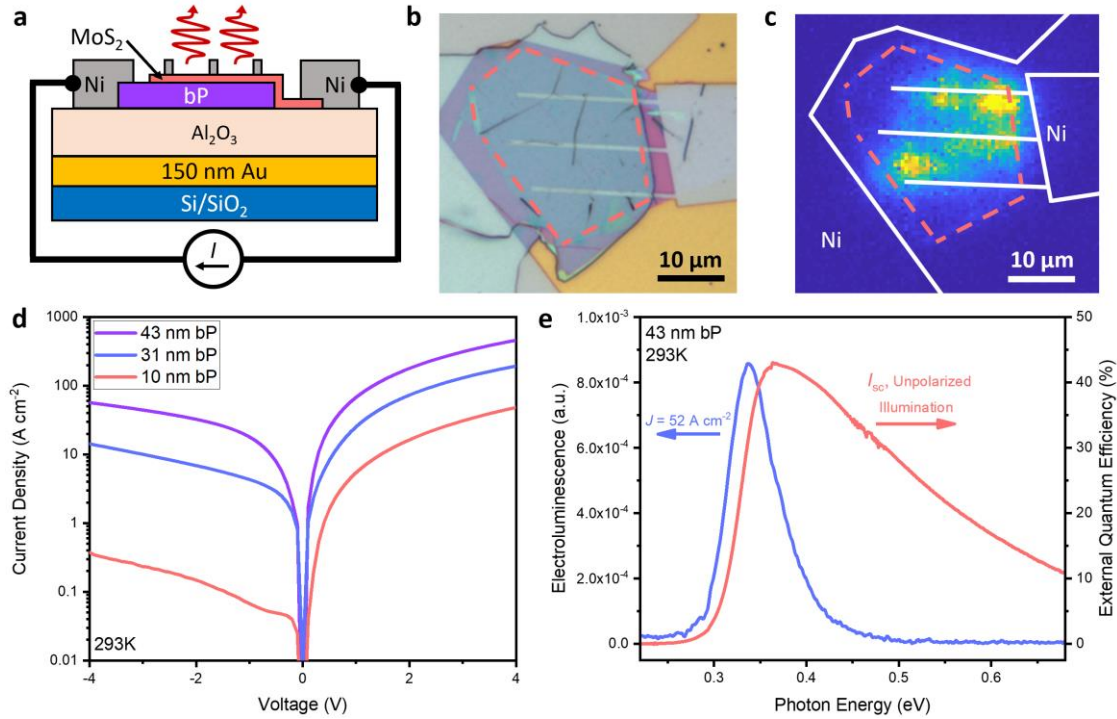 a
MoS₂
Ni
bP
Ni
Al₂O₃
150 nm Au
Si/SiO₂
I
b
10 μm
c
Ni
Ni
10 μm
d
Current Density (A cm⁻²)
1000
100
10
1
0.1
0.01
43 nm bP
31 nm bP
10 nm bP
293K
-4
-2
0
2
4
Voltage (V)
e
Electroluminescence (a.u.)
1.0x10⁻³
8.0x10⁻⁴
6.0x10⁻⁴
4.0x10⁻⁴
2.0x10⁻⁴
0.0
43 nm bP
293K
J = 52 A cm⁻²
I_sc, Unpolarized
Illumination
50
40
30
20
10
0
External Quantum Efficiency (%)
0.3
0.4
0.5
0.6
Photon Energy (eV)